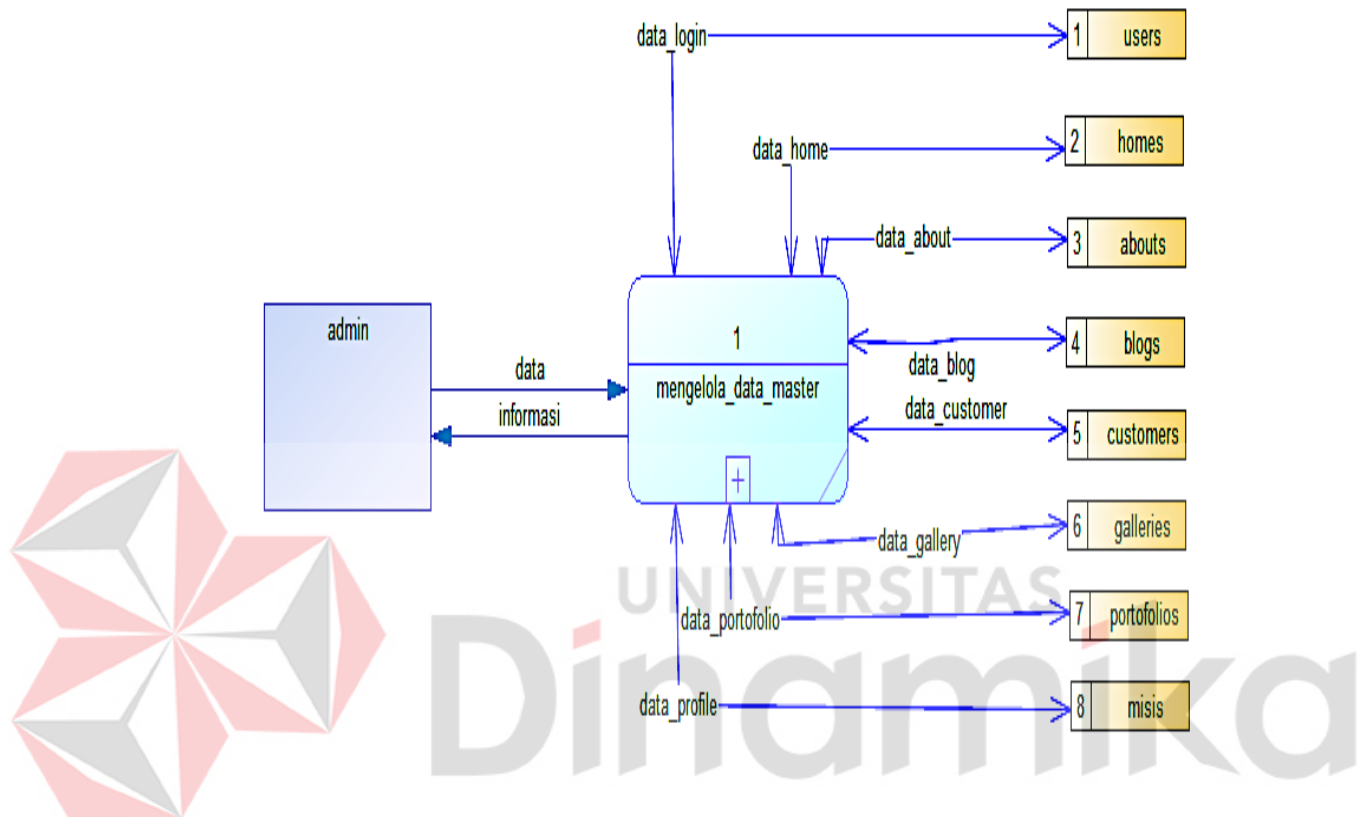 data_login
1 users
data_home
2 homes
data_about
3 abouts
admin
1
mengelola_data_master
data
informasi
4 blogs
data_blog
data_customer
5 customers
+
data_gallery
6 galleries
UNIVERSITAS
Dinamika
data_portofolio
7 portofolios
data_profile
8 misis